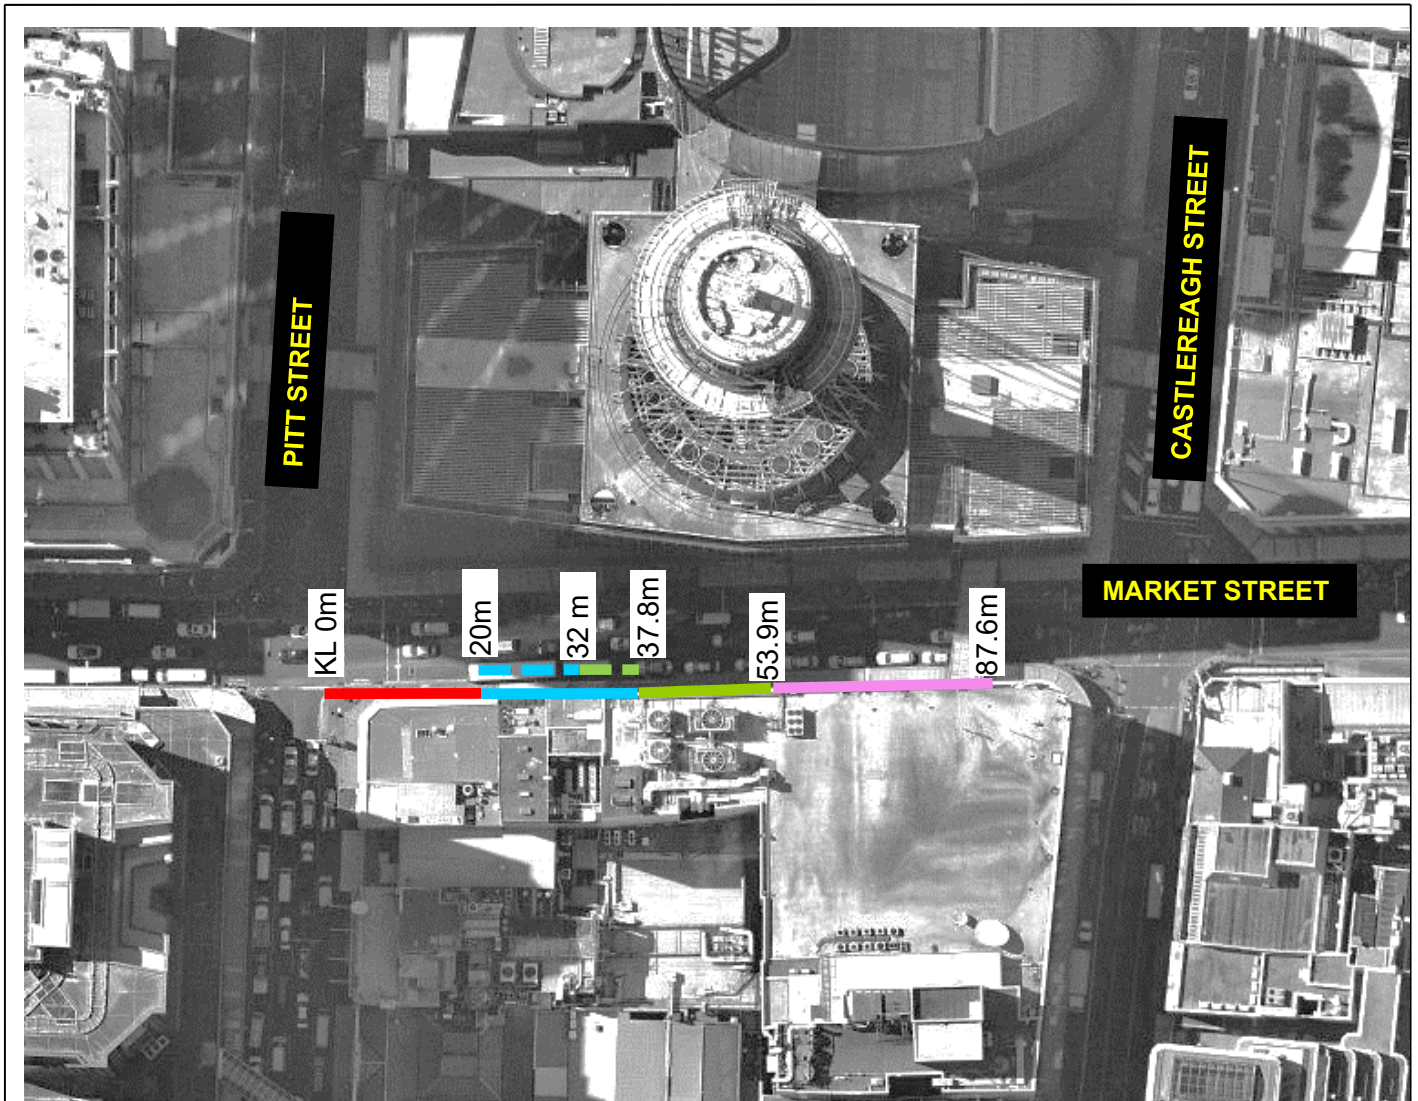 PITT STREET
CASTLEREAGH STREET
MARKET STREET
KL 0m
20m
32 m
37.8m
53.9m
87.6m